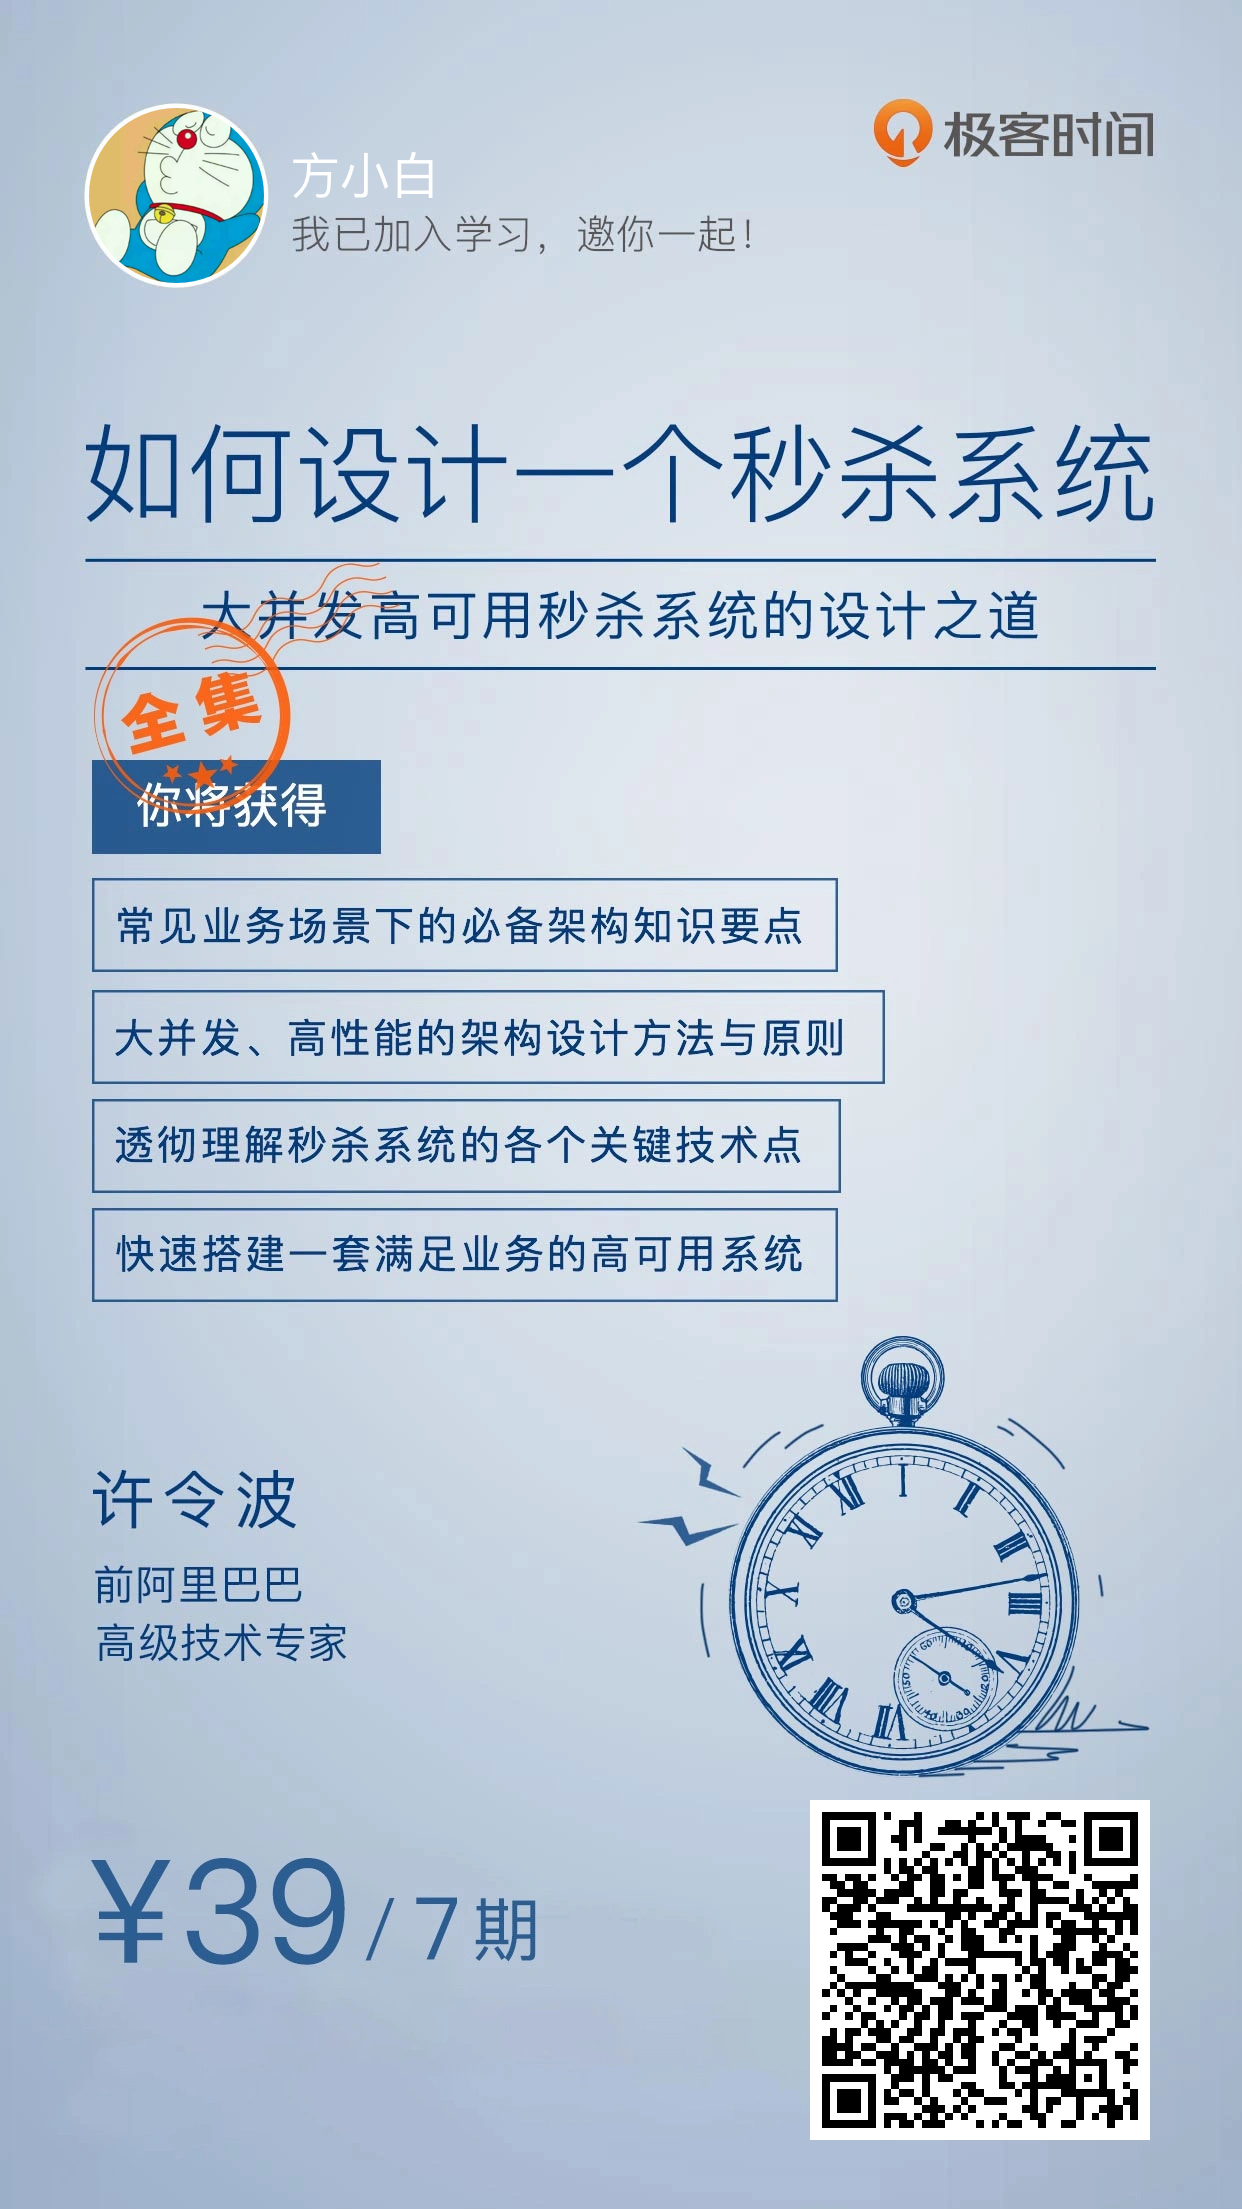 极客时间
方小白
我已加入学习，邀你一起！
如何设计一个秒杀系统
大并发高可用秒杀系统的设计之道
全集
你将获得
常见业务场景下的必备架构知识要点
大并发、高性能的架构设计方法与原则
透彻理解秒杀系统的各个关键技术点
快速搭建一套满足业务的高可用系统
许令波
前阿里巴巴
高级技术专家
¥39/7期